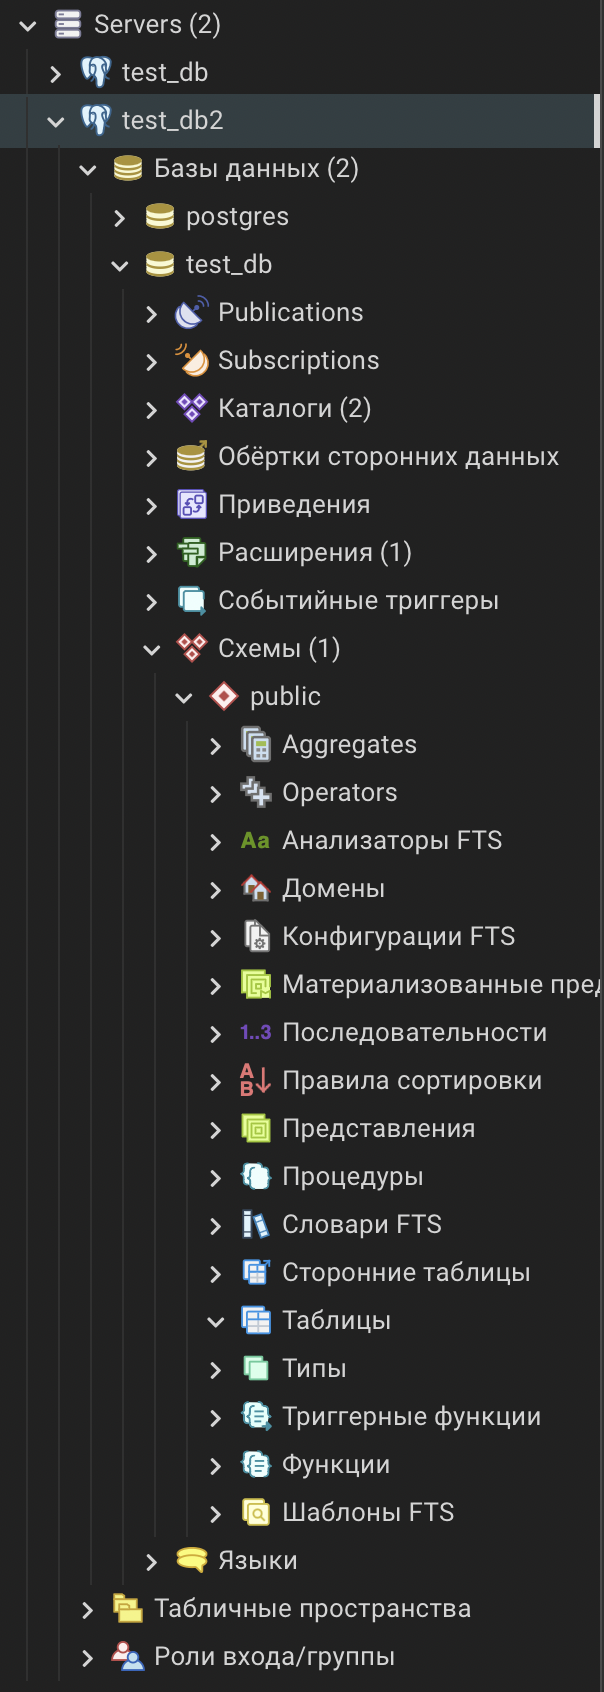 Servers (2)
test_db
test_db2
Базы данных (2)
postgres
test_db
Publications
Subscriptions
Каталоги (2)
Обёртки сторонних данных
Приведения
Расширения (1)
Событийные триггеры
Схемы (1)
public
Aggregates
Operators
Aa Анализаторы FTS
Домены
Конфигурации FTS
Материализованные пред
1..3 Последовательности
AB Правила сортировки
Представления
Процедуры
Словари FTS
Сторонние таблицы
Таблицы
Типы
Триггерные функции
Функции
Шаблоны FTS
Языки
Табличные пространства
Роли входа/группы